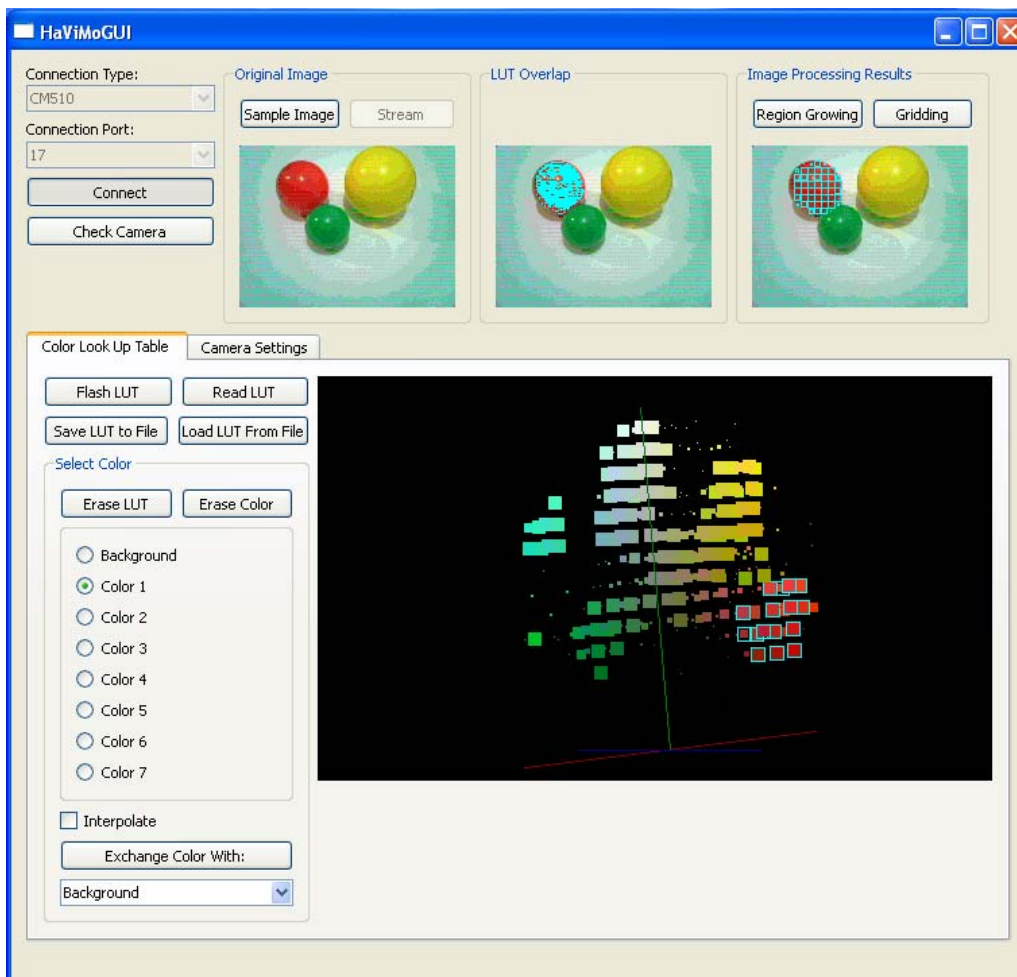 HaViMoGUI
Connection Type:
CM510
Connection Port:
17
Connect
Check Camera
Original Image
Sample Image
Stream
LUT Overlap
Image Processing Results
Region Growing
Gridding
Color Look Up Table
Camera Settings
Flash LUT
Read LUT
Save LUT to File
Load LUT From File
Select Color
Erase LUT
Erase Color
Background
Color 1
Color 2
Color 3
Color 4
Color 5
Color 6
Color 7
Interpolate
Exchange Color With:
Background